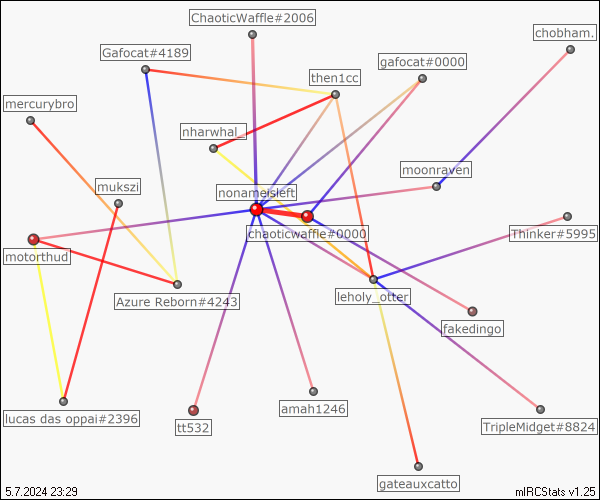 ChaoticWaffle#2006
chobham.
Gafocat#4189
gafocat#0000
then1cc
mercurybro
nharwhal_
moonraven
mukszi
nonameisleft
chaoticwaffle#0000
Thinker#5995
motorthud
Azure Reborn#4243
leholy_otter
fakedingo
lucas das oppai#2396
amah1246
tt532
TripleMidget#8824
gateauxcatto
5.7.2024 23:29
mIRCStats v1.25